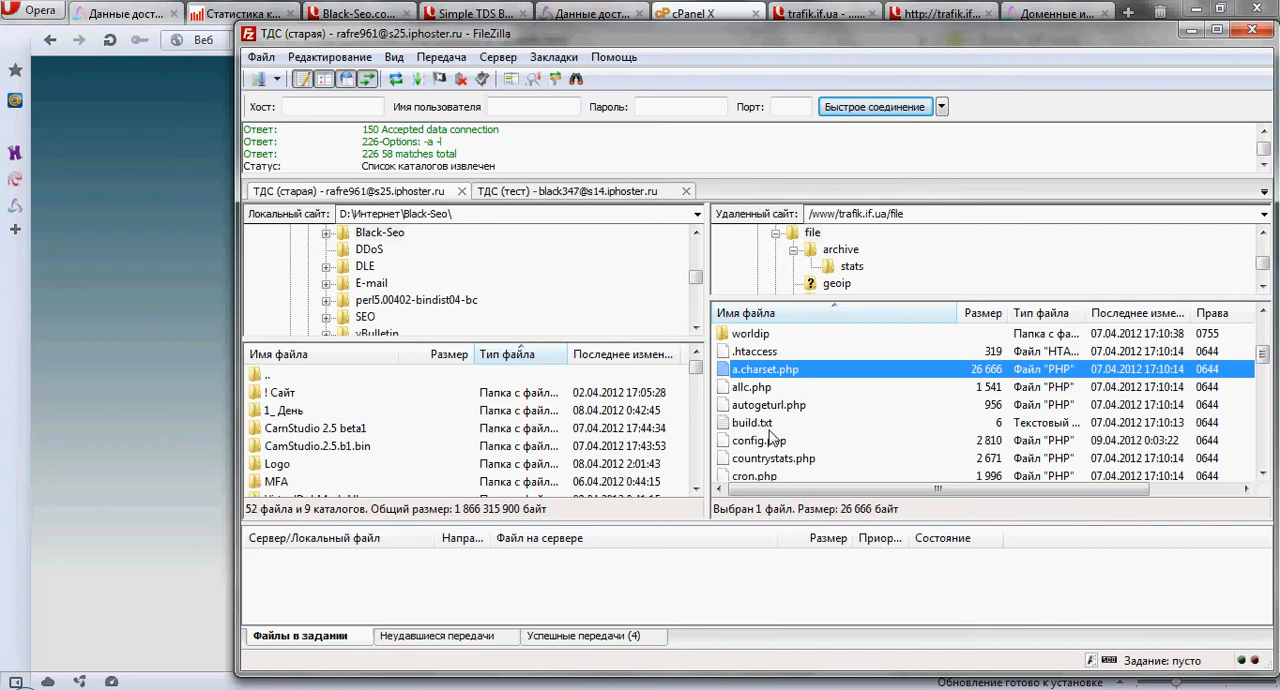 Opera
Данные дост...
Статистика к...
Black-Seo.co...
Simple TDS B...
Данные дост...
cPanel X
trafik.if.ua - ......
http://trafik.if...
Доменные и...
Веб
ТДС (старая) - rafre961@s25.iphoster.ru - FileZilla
Файл Редактирование Вид Передача Сервер Закладки Помощь
Хост: Имя пользователя Пароль: Порт: Быстрое соединение
Ответ: 150 Accepted data connection
Ответ: 226-Options: -a -l
Ответ: 226 58 matches total
Статус: Список каталогов извлечен
ТДС (старая) - rafre961@s25.iphoster.ru ТДС (тест) - black347@s14.iphoster.ru
Локальный сайт: D:\Интернет\Black-Seo\
Black-Seo
DDoS
DLE
E-mail
perl5.00402-bindist04-bc
SEO
vBulletin
Имя файла Размер Тип файла Последнее измен...
..
! Сайт Папка с файл... 02.04.2012 17:05:28
1_ День Папка с файл... 08.04.2012 0:42:45
CamStudio 2.5 beta1 Папка с файл... 07.04.2012 17:44:34
CamStudio2.5.b1.bin Папка с файл... 07.04.2012 17:43:53
Logo Папка с файл... 08.04.2012 2:01:43
MFA Папка с файл... 06.04.2012 0:44:15
52 файла и 9 каталогов. Общий размер: 1 866 315 900 байт
Удаленный сайт: /www/trafik.if.ua/file
file
archive
stats
geoip
Имя файла Размер Тип файла Последнее изме... Права
worldip Папка с фа... 07.04.2012 17:10:38 0755
.htaccess 319 Файл "HTA... 07.04.2012 17:10:14 0644
a.charset.php 26 666 Файл "PHP" 07.04.2012 17:10:14 0644
allc.php 1 541 Файл "PHP" 07.04.2012 17:10:14 0644
autogeturl.php 956 Файл "PHP" 07.04.2012 17:10:14 0644
build.txt 6 Текстовый ... 07.04.2012 17:10:13 0644
config.php 2 810 Файл "PHP" 09.04.2012 0:03:22 0644
countrystats.php 2 671 Файл "PHP" 07.04.2012 17:10:14 0644
cron.php 1 996 Файл "PHP" 07.04.2012 17:10:14 0644
Выбран 1 файл. Размер: 26 666 байт
Сервер/Локальный файл Напра... Файл на сервере Размер Приор... Состояние
Файлы в задании Неудавшиеся передачи Успешные передачи (4)
Задание: пусто
Обновление готово к установке